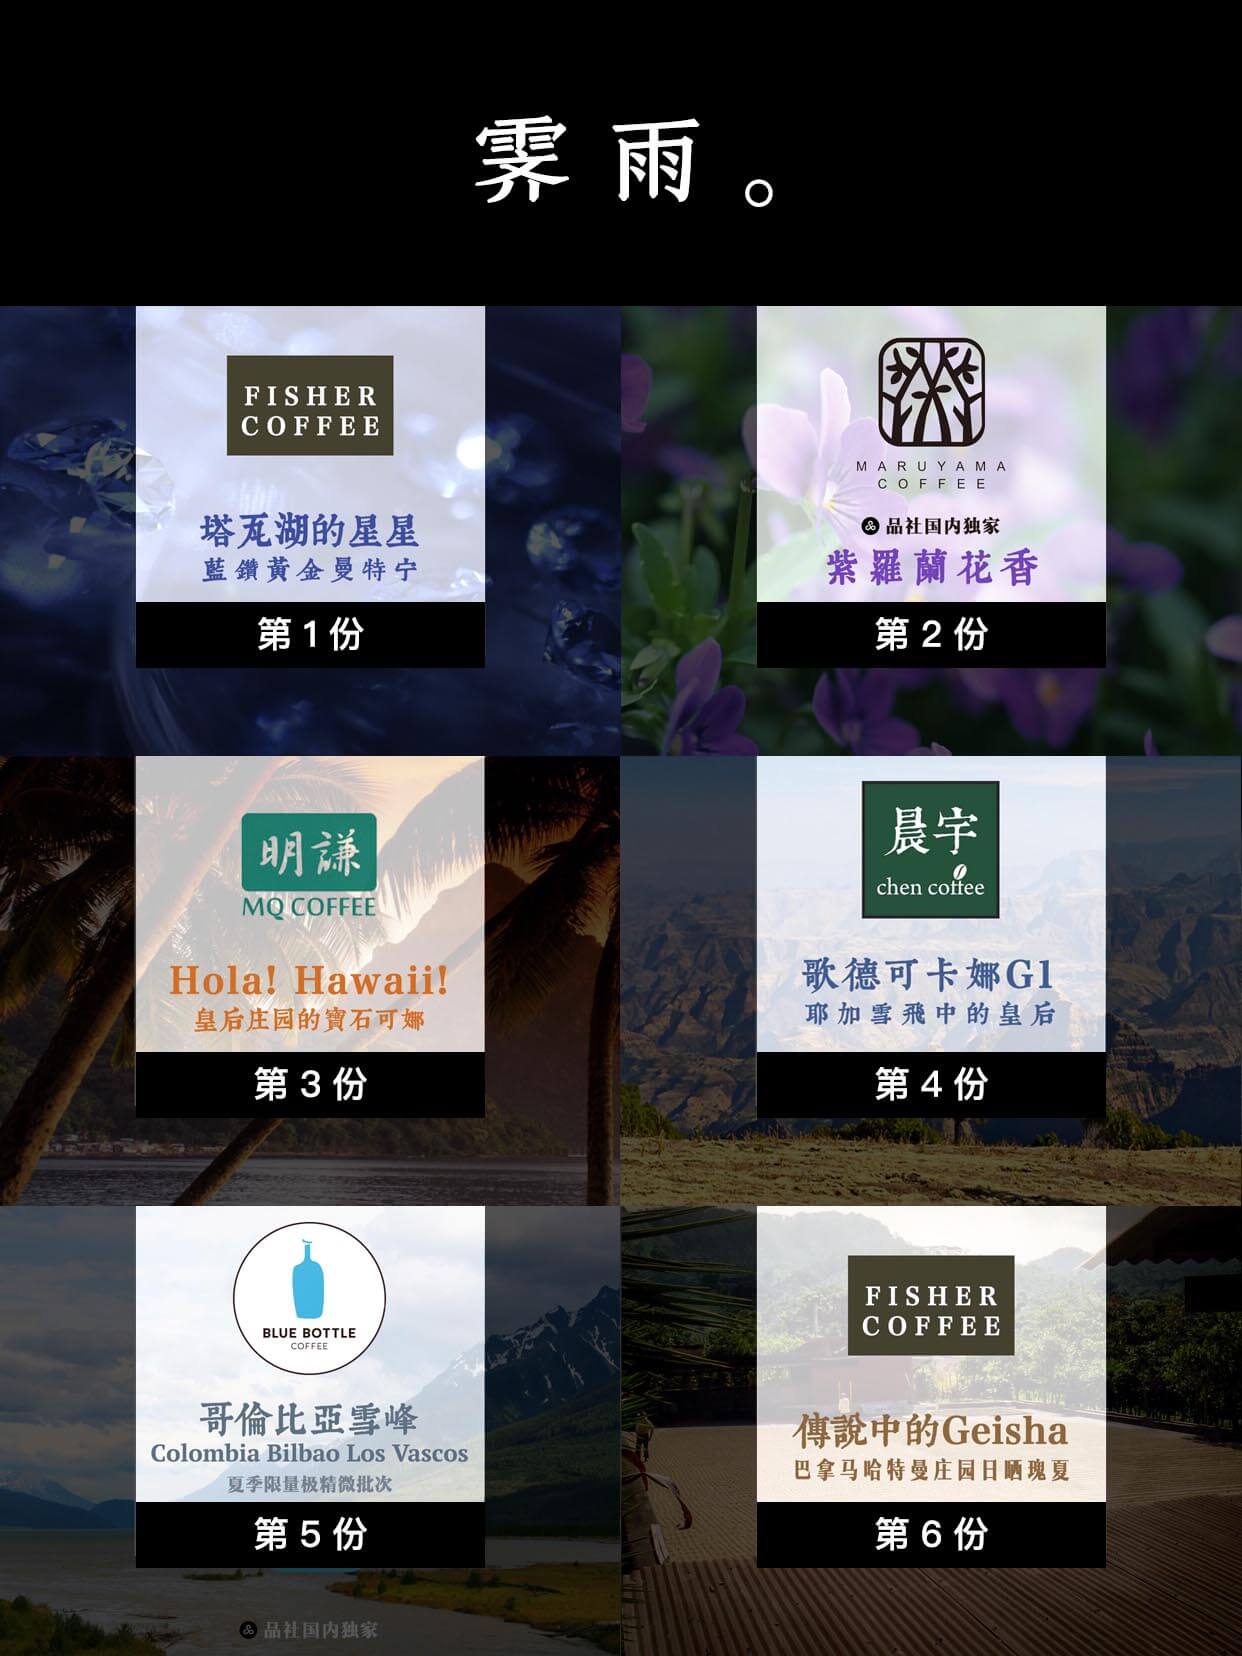 霁雨。
FISHER
COFFEE
塔瓦湖的星星
藍鑽黃金曼特宁
第1份
MARUYAMA
COFFEE
品社国内独家
紫羅蘭花香
第2份
明謙
MQ COFFEE
Hola! Hawaii!
皇后庄园的寶石可娜
第3份
晨宇
chen coffee
歌德可卡娜G1
耶加雪飛中的皇后
第4份
BLUE BOTTLE
COFFEE
哥倫比亞雪峰
Colombia Bilbao Los Vascos
夏季限量极精微批次
第5份
品社国内独家
FISHER
COFFEE
傳說中的Geisha
巴拿马哈特曼庄园日晒瑰夏
第6份